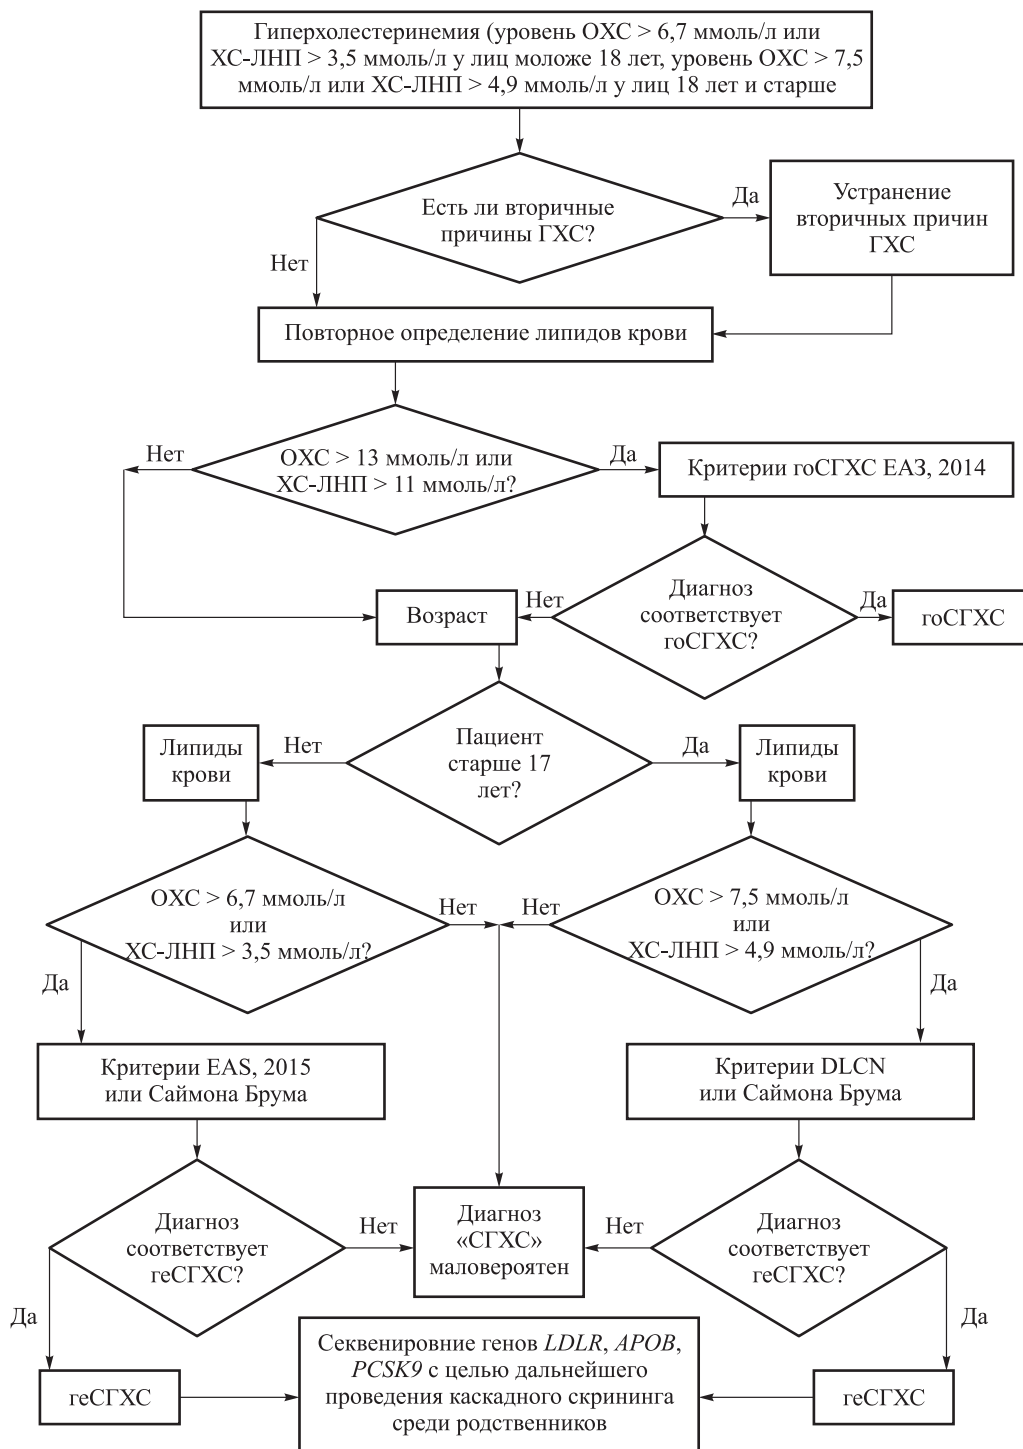 Гиперхолестеринемия (уровень ОХС > 6,7 ммоль/л или
ХС-ЛНП > 3,5 ммоль/л у лиц моложе 18 лет, уровень ОХС > 7,5
ммоль/л или ХС-ЛНП > 4,9 ммоль/л у лиц 18 лет и старше
Есть ли вторичные
причины ГХС?
Да
Устранение
вторичных причин
ГХС
Нет
Повторное определение липидов крови
Нет
ОХС > 13 ммоль/л или
ХС-ЛНП > 11 ммоль/л?
Да
Критерии гоСГХС ЕАЗ, 2014
Возраст
Нет
Диагноз
соответствует
гоСГХС?
Да
гоСГХС
Липиды
крови
Нет
Пациент
старше 17
лет?
Да
Липиды
крови
ОХС > 6,7 ммоль/л
или
ХС-ЛНП > 3,5 ммоль/л?
Нет
Нет
ОХС > 7,5 ммоль/л
или
ХС-ЛНП > 4,9 ммоль/л?
Да
Да
Критерии EAS, 2015
или Саймона Брума
Критерии DLCN
или Саймона Брума
Диагноз
соответствует
геСГХС?
Нет
Диагноз
«СГХС»
маловероятен
Нет
Диагноз
соответствует
геСГХС?
Да
Да
геСГХС
Секвенировние генов LDLR, APOB,
PCSK9 с целью дальнейшего
проведения каскадного скрининга
среди родственников
геСГХС